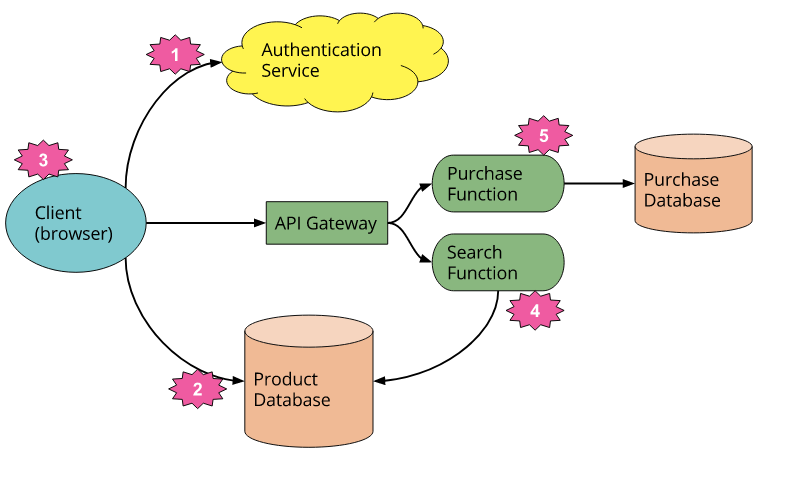 1
Authentication
Service
5
3
Purchase
Function
Purchase
Database
Client
(browser)
API Gateway
Search
Function
4
2
Product
Database